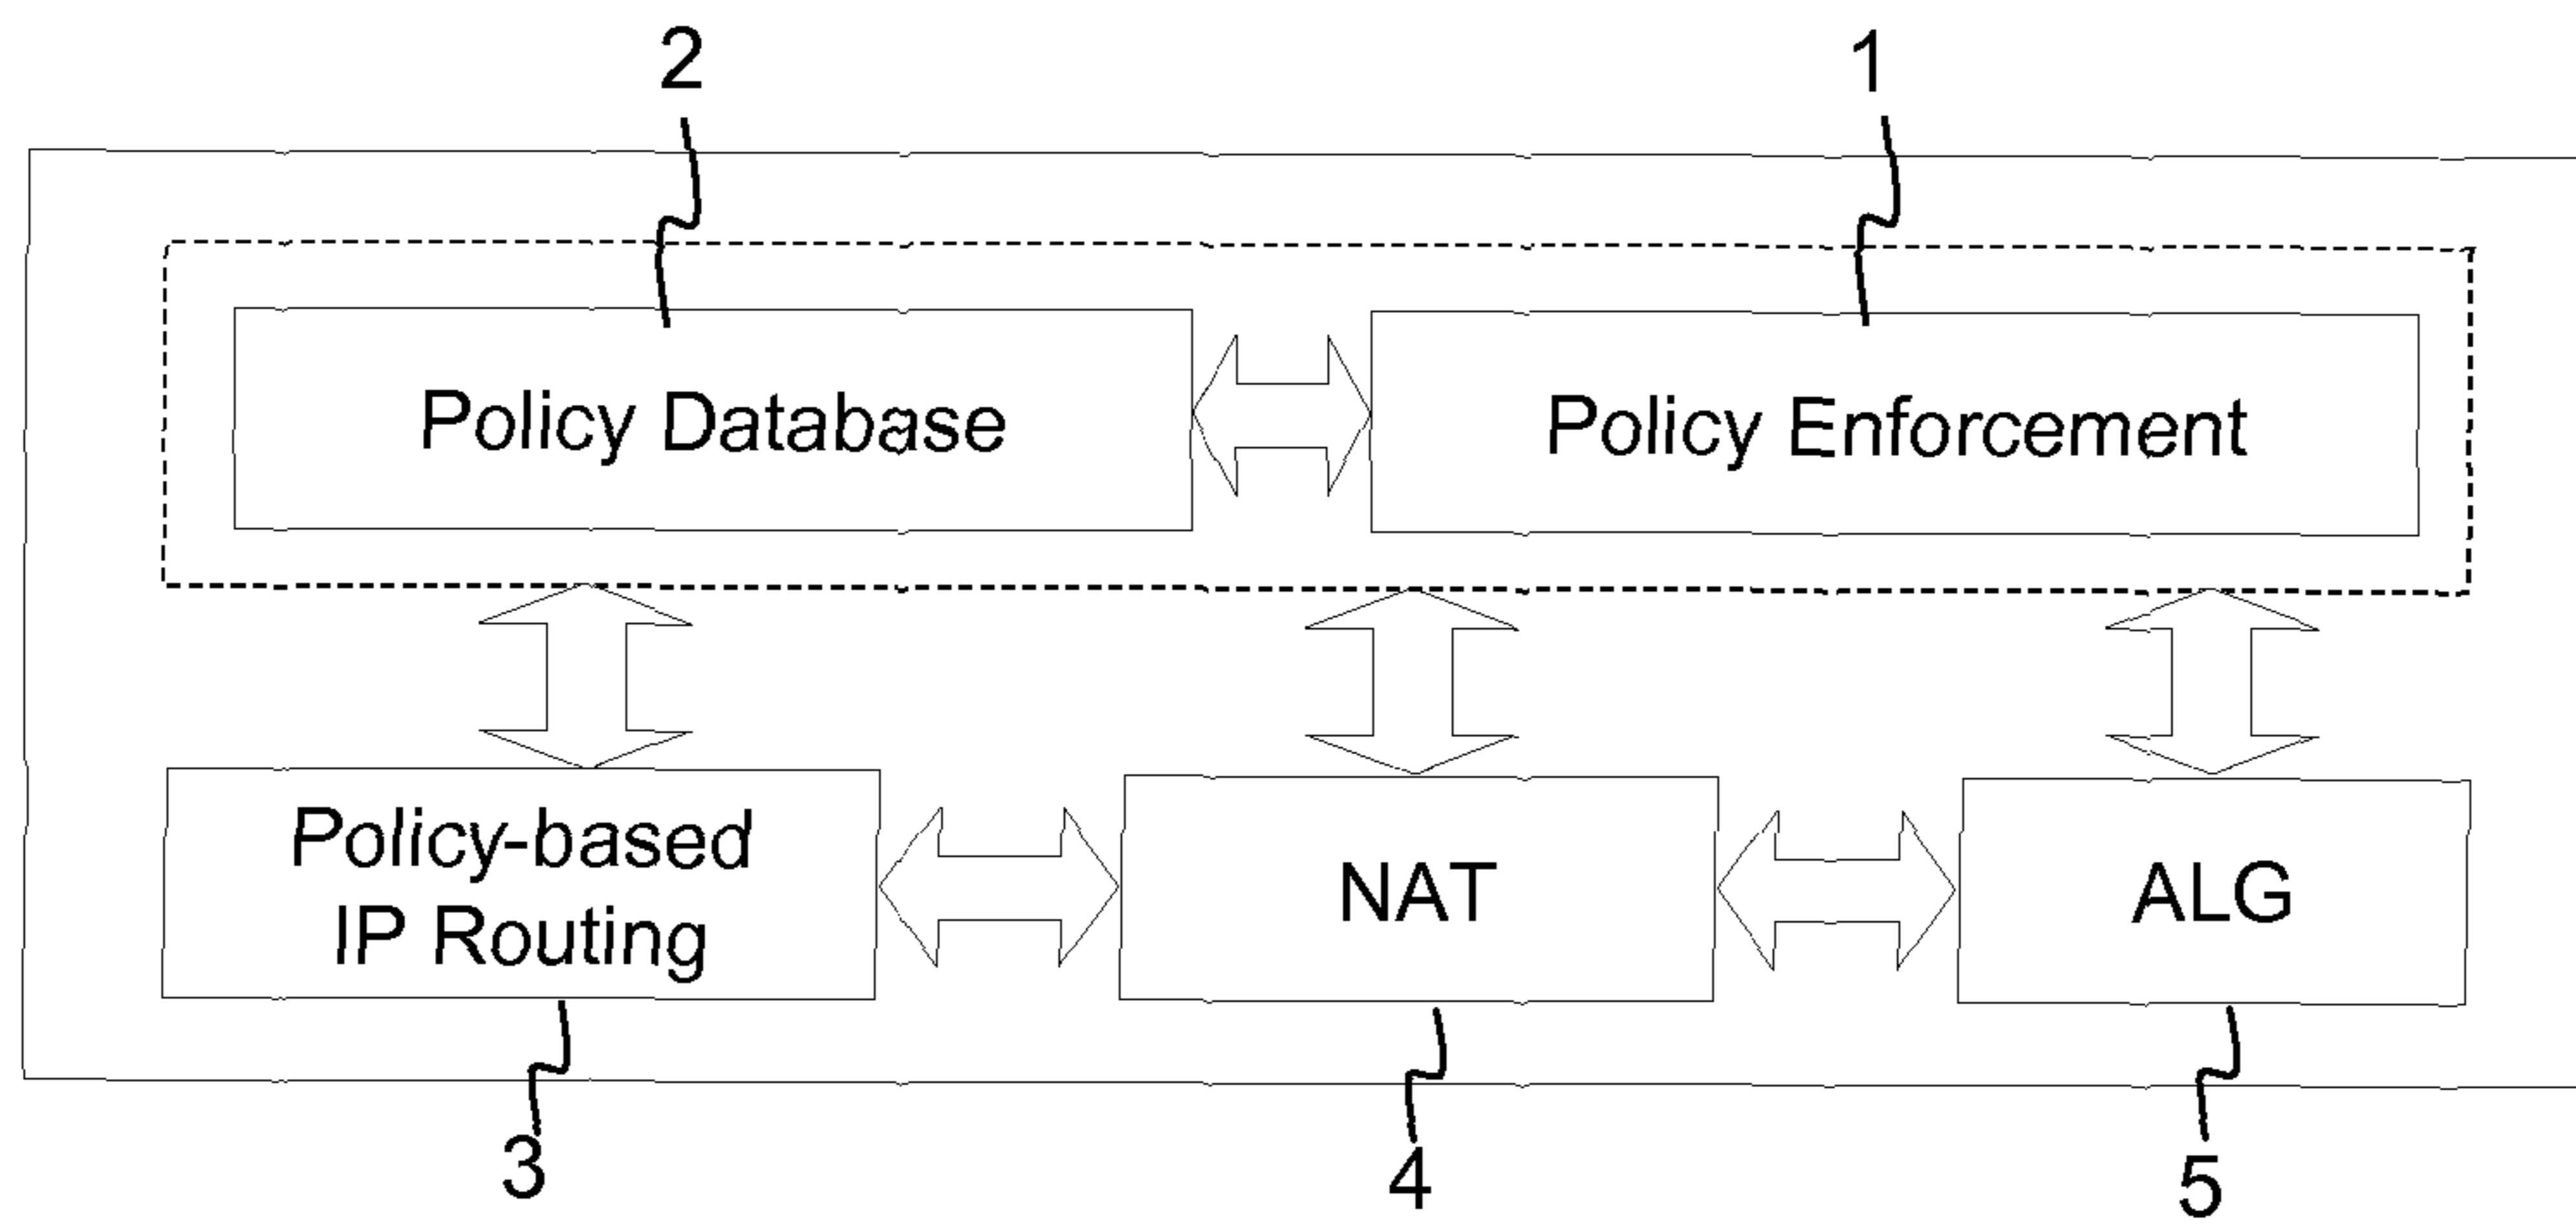 2
1
Policy Database
Policy Enforcement
Policy-based
IP Routing
NAT
ALG
3
4
5